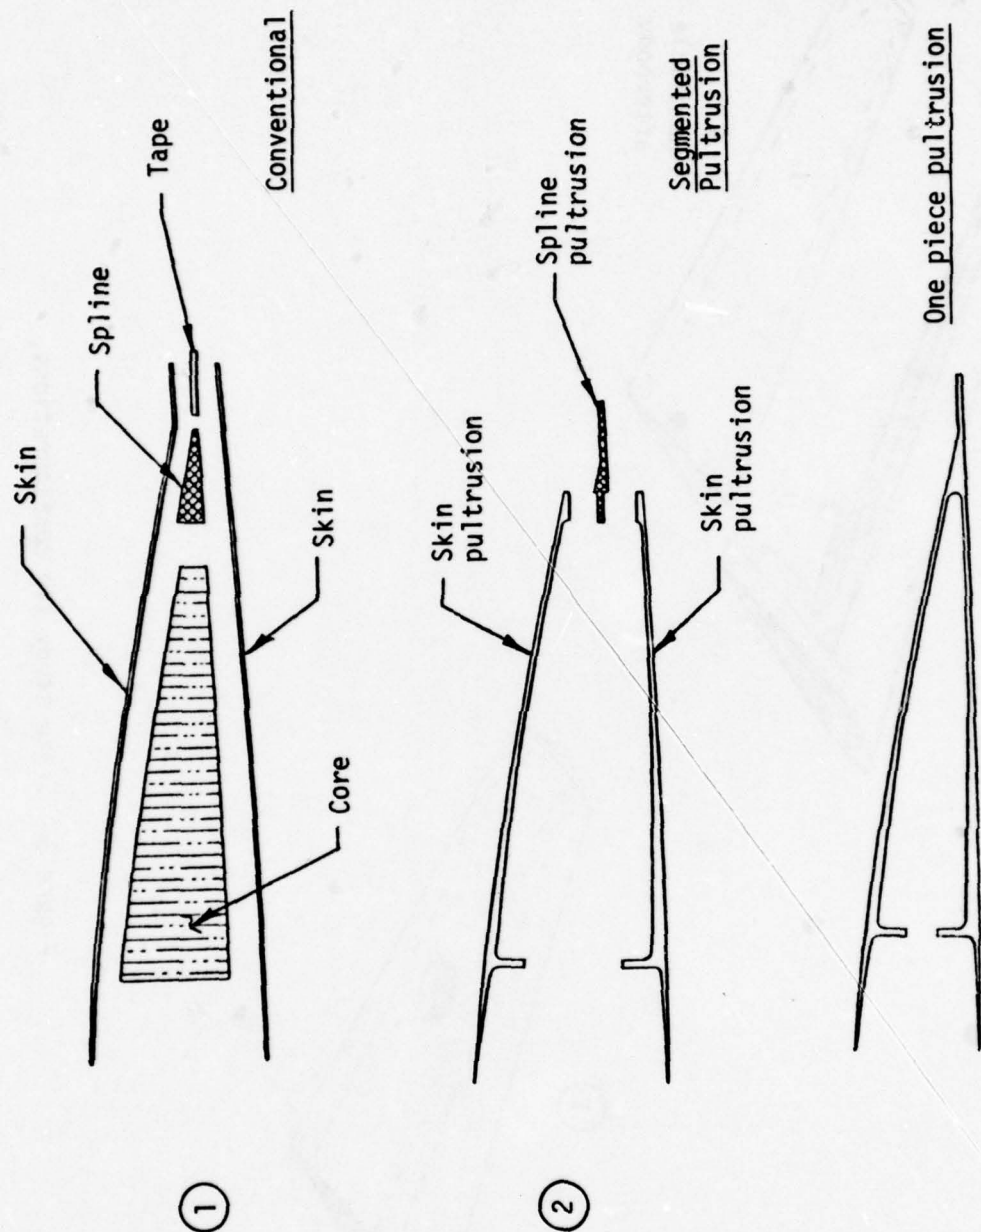 1
Skin
Spline
Tape
Core
Skin
Conventional
2
Skin
pultrusion
Spline
pultrusion
Skin
pultrusion
Segmented
Pultrusion
One piece pultrusion